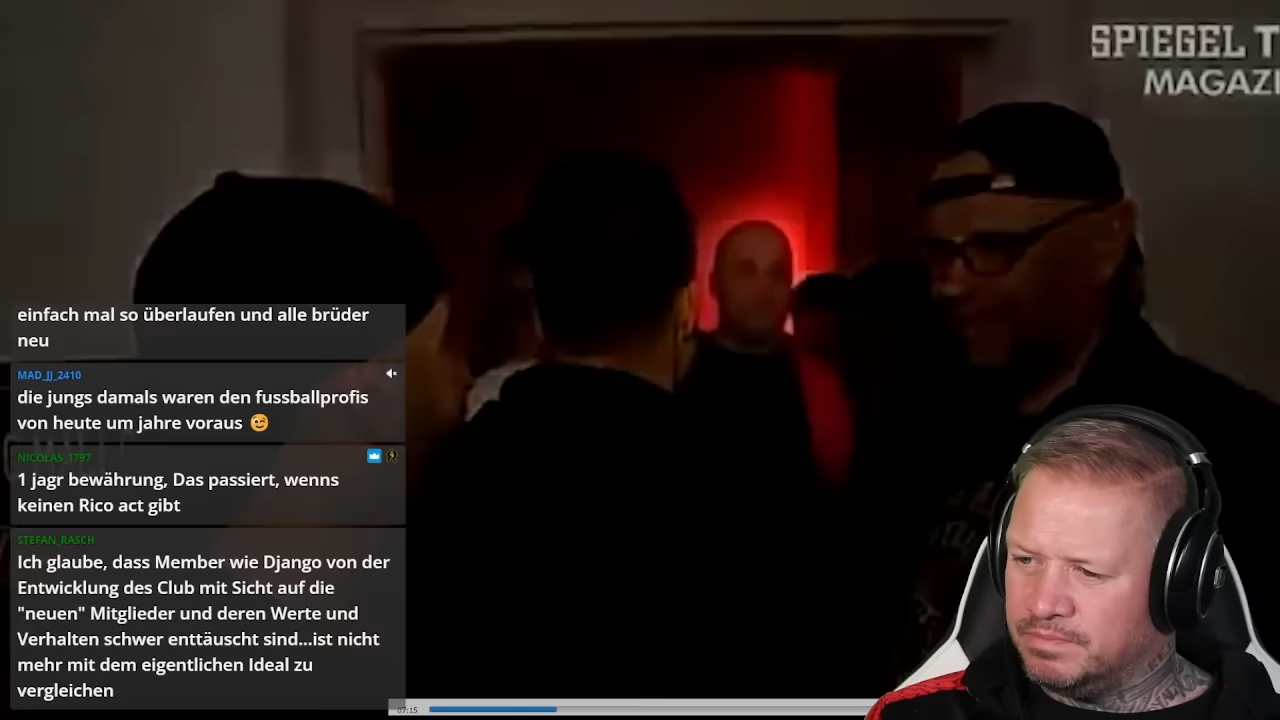 SPIEGEL T
MAGAZI
einfach mal so überlaufen und alle brüder
neu
MAD_JJ_2410
die jungs damals waren den fussballprofis
von heute um jahre voraus 😊
NICOLAS_1797
1 jagr bewährung, Das passiert, wenns
keinen Rico act gibt
STEFAN_RASCH
Ich glaube, dass Member wie Django von der
Entwicklung des Club mit Sicht auf die
"neuen" Mitglieder und deren Werte und
Verhalten schwer enttäuscht sind...ist nicht
mehr mit dem eigentlichen Ideal zu
vergleichen
07:15